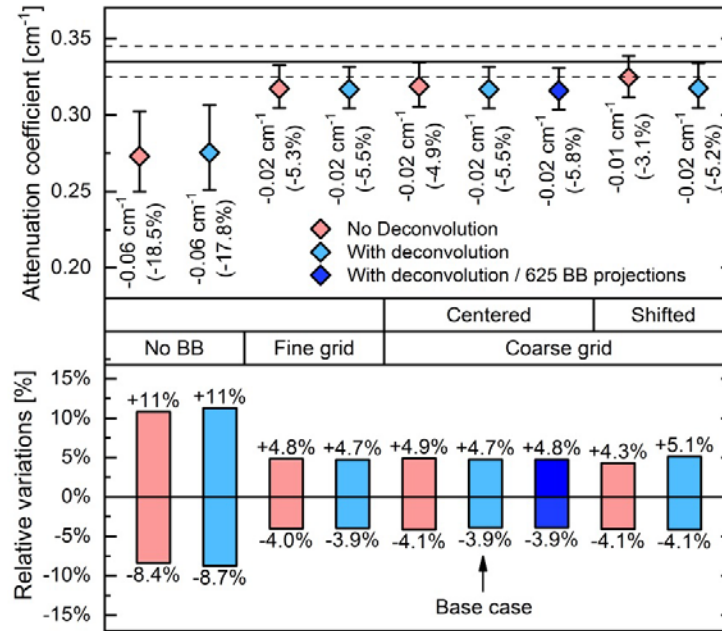 Attenuation coefficient [cm⁻¹]
0.35
0.30
0.25
0.20
-0.06 cm⁻¹
(-18.5%)
-0.06 cm⁻¹
(-17.8%)
-0.02 cm⁻¹
(-5.3%)
-0.02 cm⁻¹
(-5.5%)
-0.02 cm⁻¹
(-4.9%)
-0.02 cm⁻¹
(-5.5%)
-0.02 cm⁻¹
(-5.8%)
-0.01 cm⁻¹
(-3.1%)
-0.02 cm⁻¹
(-5.2%)
No Deconvolution
With deconvolution
With deconvolution / 625 BB projections
Centered
Shifted
No BB
Fine grid
Coarse grid
Relative variations [%]
15%
10%
5%
0%
-5%
-10%
15%
+11%
+11%
+4.8%
+4.7%
+4.9%
+4.7%
+4.8%
+4.3%
+5.1%
-8.4%
-8.7%
-4.0%
-3.9%
-4.1%
-3.9%
-3.9%
-4.1%
-4.1%
Base case